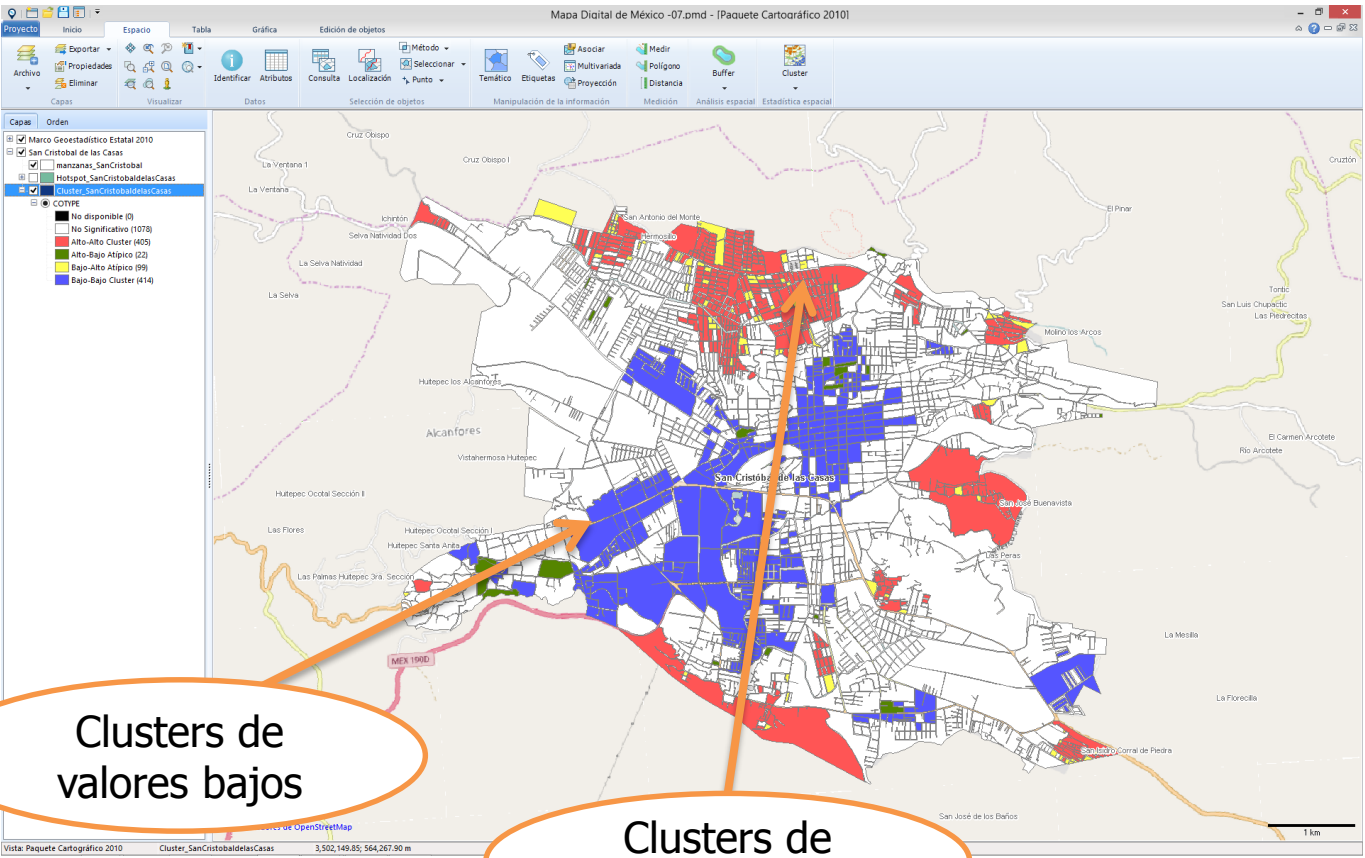 Mapa Digital de México -07.pmd - [Paquete Cartográfico 2010]
Proyecto Inicio Espacio Tabla Gráfica Edición de objetos
Archivo
Exportar
Propiedades
Eliminar
Capas
Visualizar
Identificar Atributos
Datos
Consulta Localización
Método
Seleccionar
Punto
Selección de objetos
Temático Etiquetas
Asociar
Multivariada
Proyección
Manipulación de la información
Medir
Polígono
Distancia
Medición
Buffer
Análisis espacial
Cluster
Estadística espacial
Capas Orden
Marco Geoestadístico Estatal 2010
San Cristobal de las Casas
manzanas_SanCristobal
Hotspot_SanCristobaldelasCasas
Cluster_SanCristobaldelasCasas
COTYPE
No disponible (0)
No Significativo (1078)
Alto-Alto Cluster (405)
Alto-Bajo Atípico (22)
Bajo-Alto Atípico (99)
Bajo-Bajo Cluster (414)
Cruz Obispo
Cruz Obispo I
Cruztón
La Ventana 1
La Ventana
El Pinar
Ichintón
San Antonio del Monte
Selva Natividad Dos
Hermosillo
La Selva Natividad
La Selva
Tontic
San Luis Chupactic
Las Piedrecitas
Molino los Arcos
Huitepec los Alcanfores
Alcanfores
El Carmen Arcotete
Río Arcotete
Vistahermosa Huitepec
San Cristóbal de las Casas
Huitepec Ocotal Sección II
San José Buenavista
Las Flores
Huitepec Ocotal Sección I
Huitepec Santa Anita
Las Peras
Las Palmas Huitepec 3ra. Sección
La Mesilla
MEX 190D
La Florecilla
San Isidro Corral de Piedra
San José de los Baños
Clusters de
valores bajos
Clusters de
de OpenStreetMap
1 km
Vista: Paquete Cartográfico 2010 Cluster_SanCristobaldelasCasas 3,502,149.85; 564,267.90 m